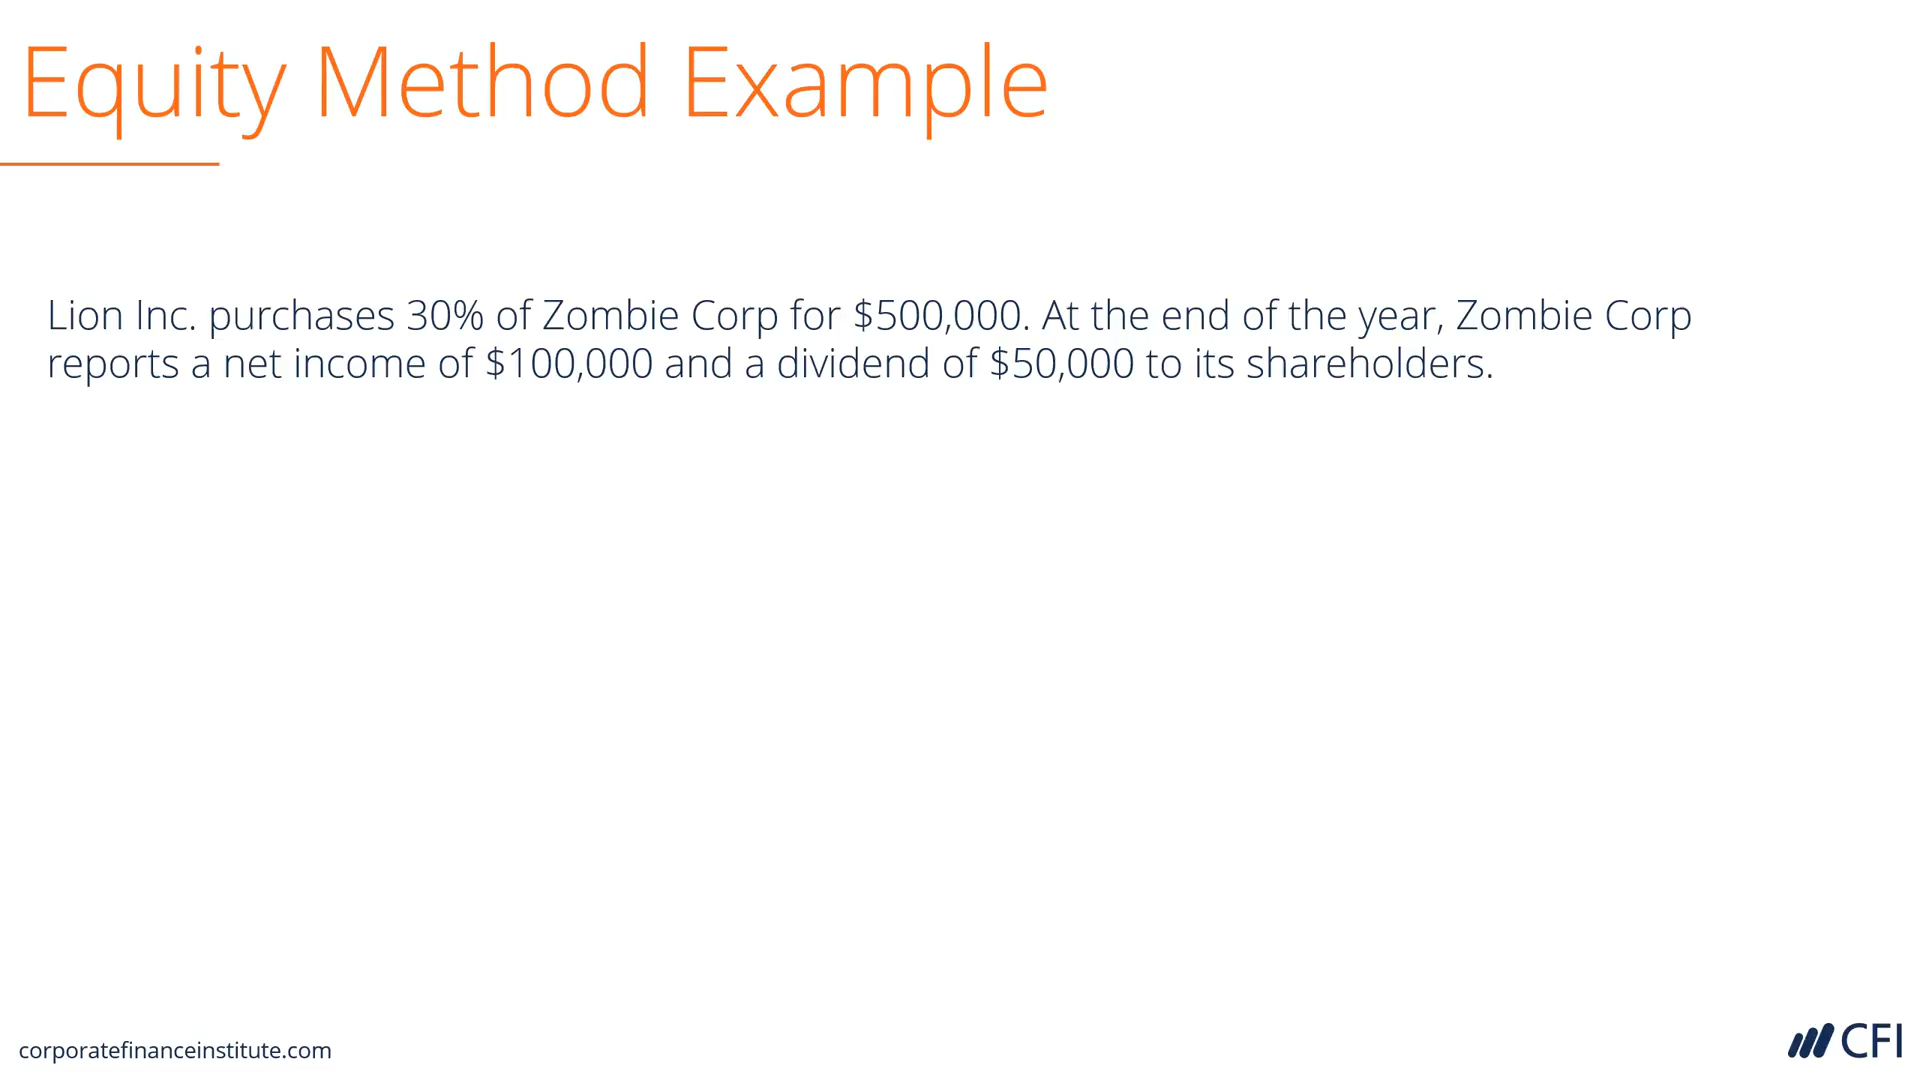 Equity Method Example
Lion Inc. purchases 30% of Zombie Corp for $500,000. At the end of the year, Zombie Corp
reports a net income of $100,000 and a dividend of $50,000 to its shareholders.
corporatefinanceinstitute.com
CFI